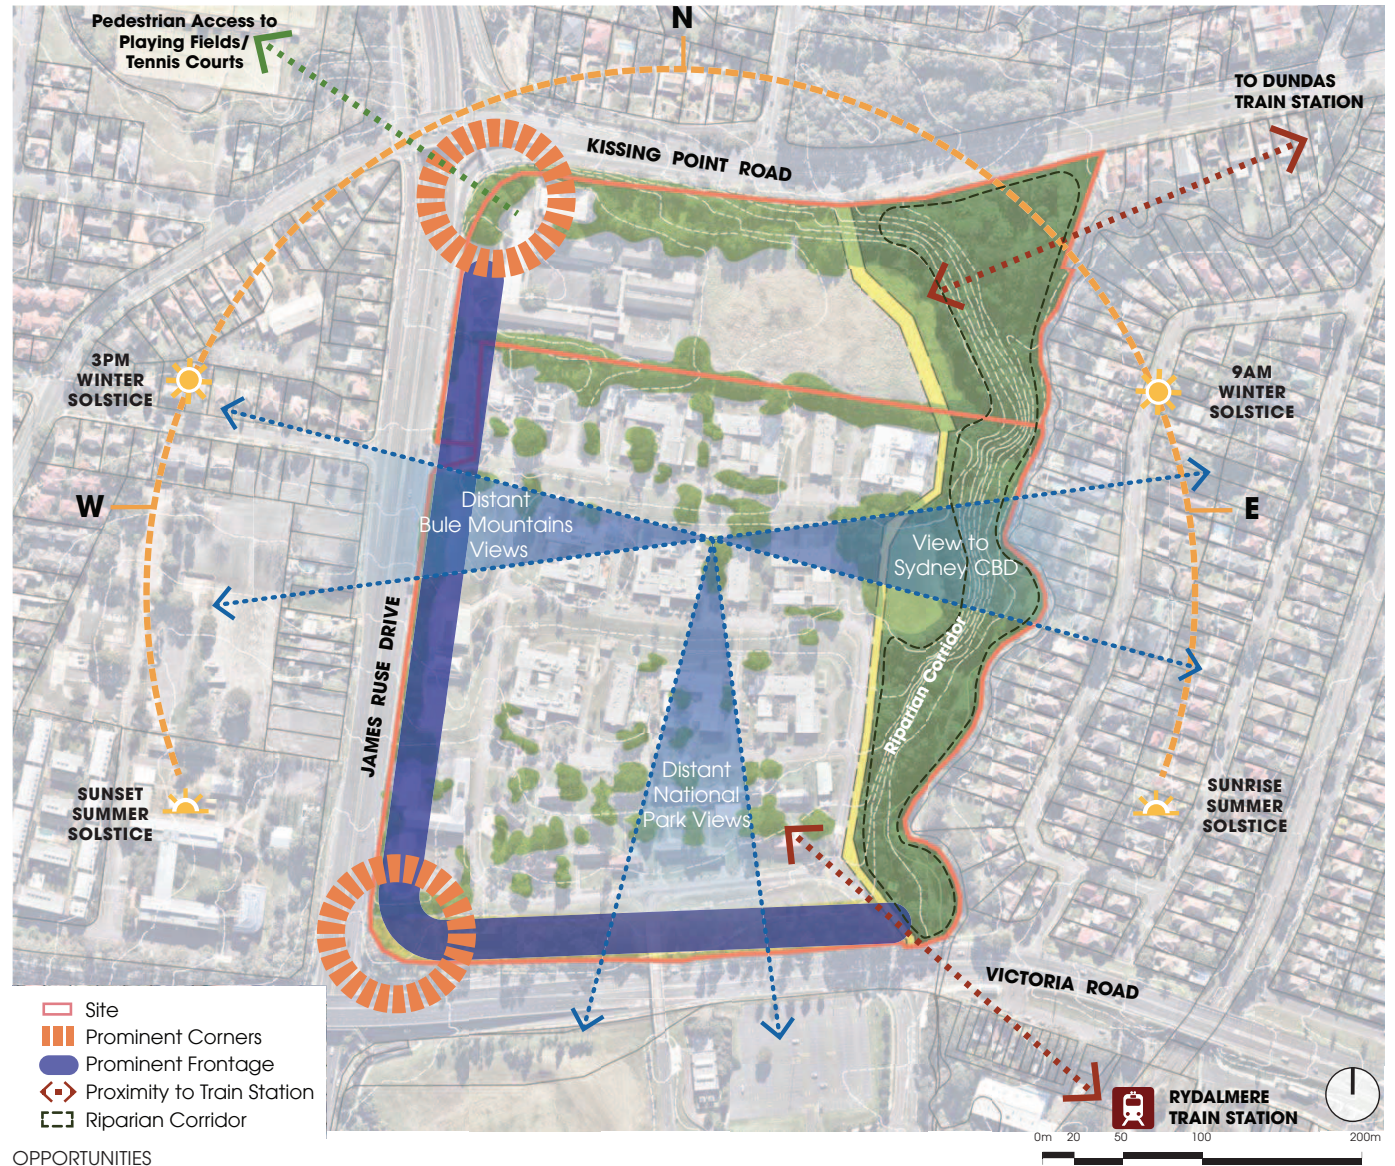 Pedestrian Access to
Playing Fields/
Tennis Courts
N
TO DUNDAS
TRAIN STATION
KISSING POINT ROAD
3PM
WINTER
SOLSTICE
9AM
WINTER
SOLSTICE
W
E
Distant
Bule Mountains
Views
View to
Sydney CBD
JAMES RUSE DRIVE
Riparian Corridor
Distant
National
Park Views
SUNSET
SUMMER
SOLSTICE
SUNRISE
SUMMER
SOLSTICE
VICTORIA ROAD
Site
Prominent Corners
Prominent Frontage
Proximity to Train Station
Riparian Corridor
RYDALMERE
TRAIN STATION
0m 20 50 100 200m
OPPORTUNITIES